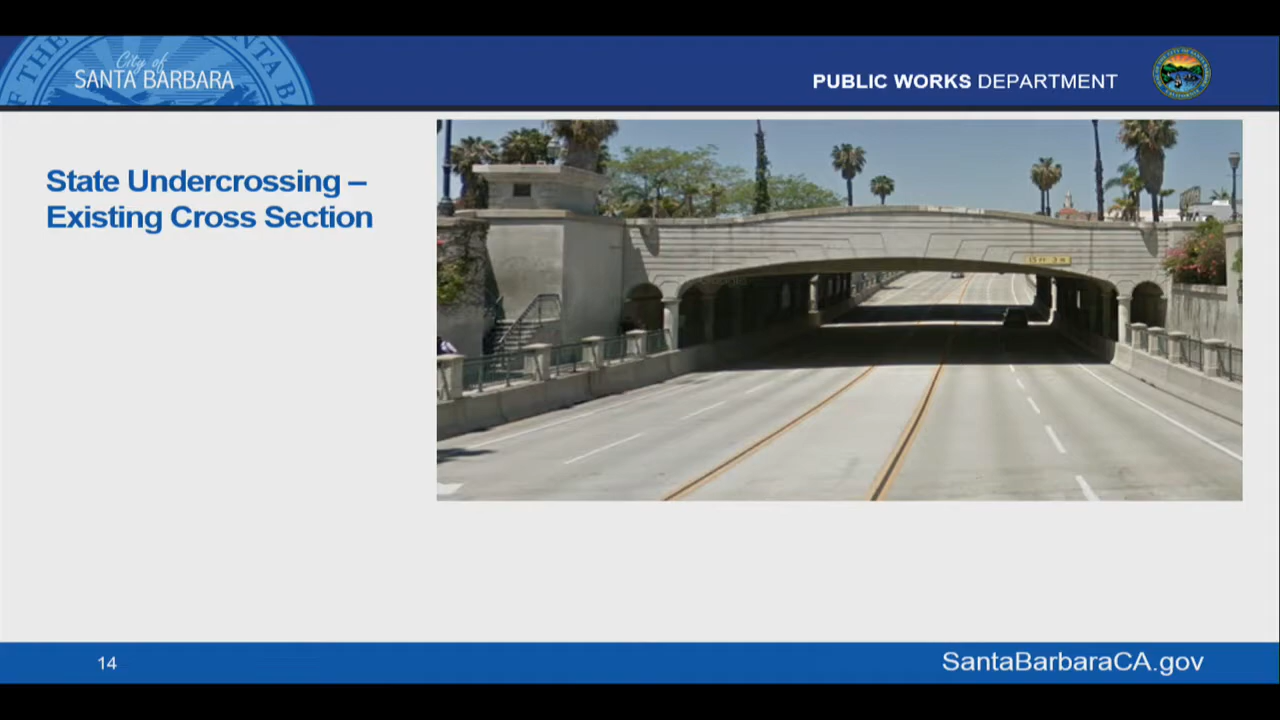 City of
SANTA BARBARA
PUBLIC WORKS DEPARTMENT
State Undercrossing –
Existing Cross Section
14
SantaBarbaraCA.gov